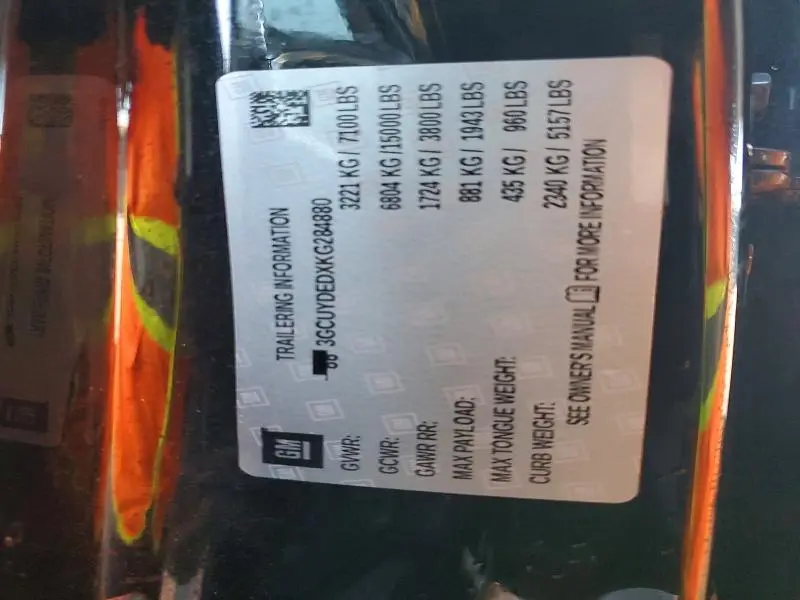 GM
TRAILERING INFORMATION
3GCUYDEDXKG284880
GVWR: 3221 KG / 7100 LBS
GCWR: 6804 KG /15000 LBS
GAWR RR: 1724 KG / 3800 LBS
MAX PAYLOAD: 881 KG / 1943 LBS
MAX TONGUE WEIGHT: 435 KG / 960 LBS
CURB WEIGHT: 2340 KG / 5157 LBS
SEE OWNER'S MANUAL FOR MORE INFORMATION